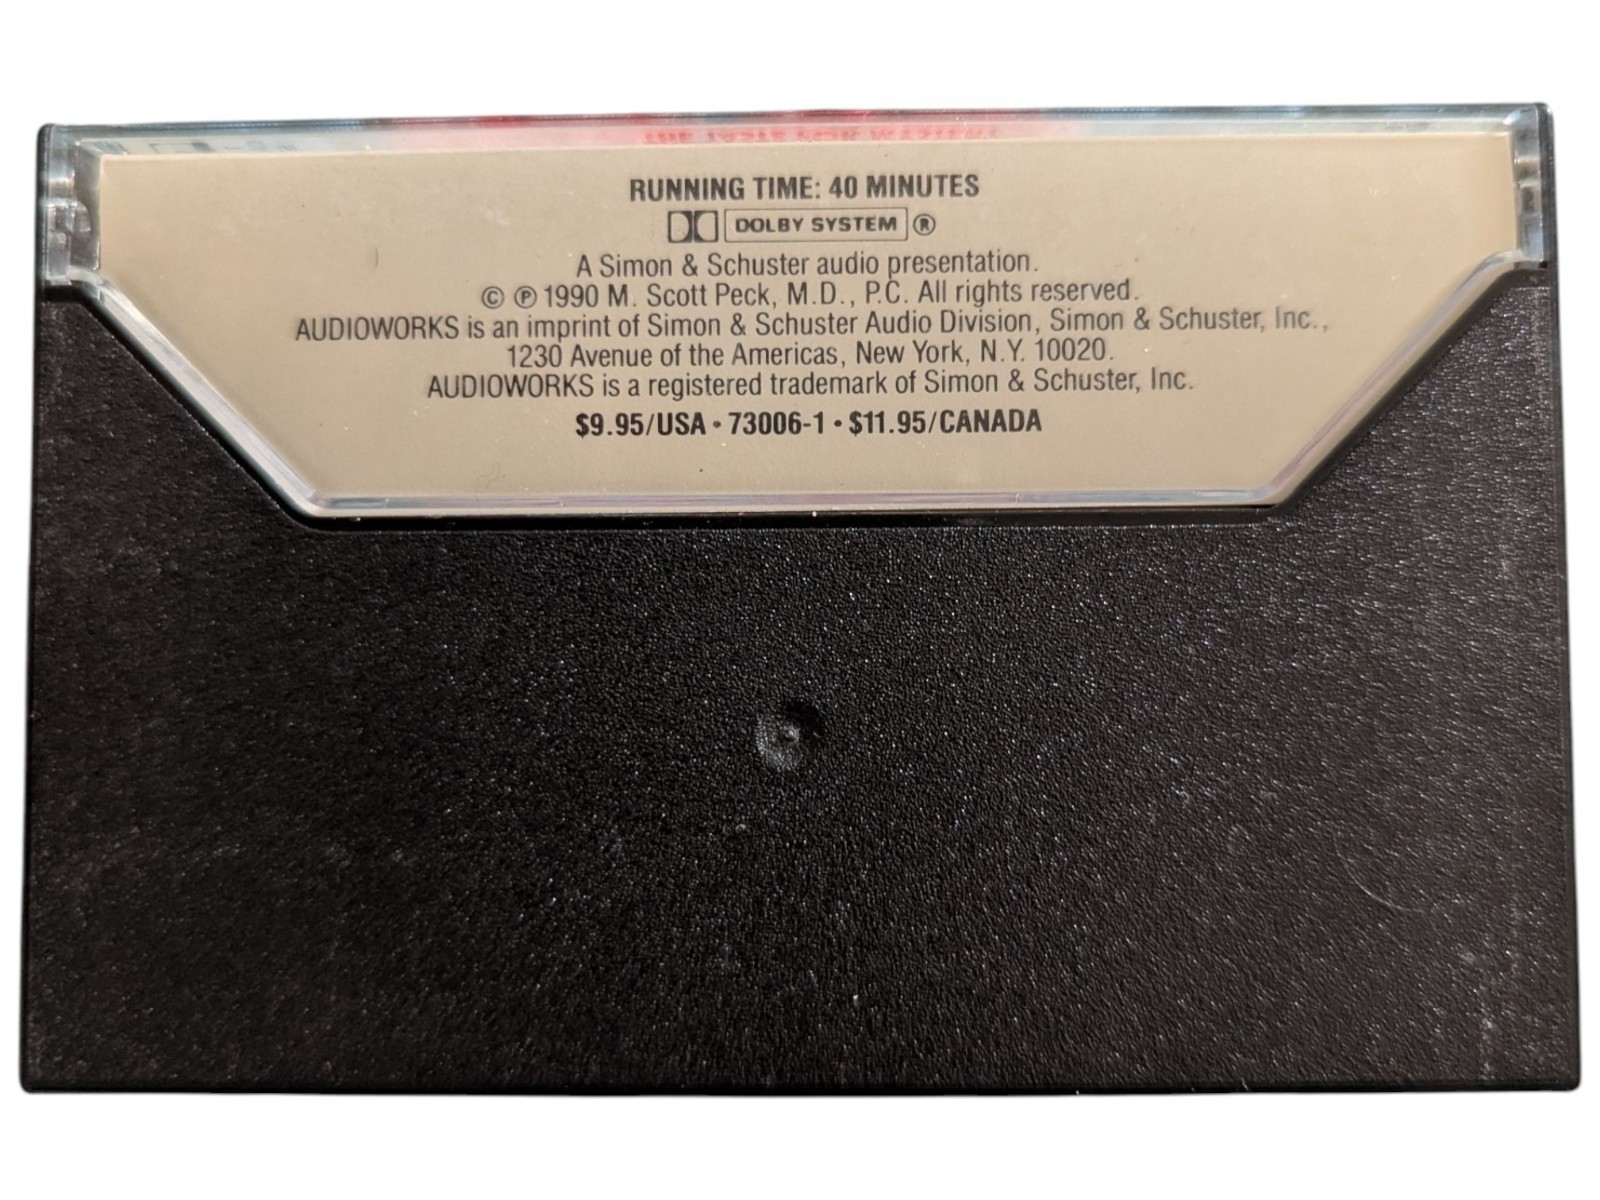 RUNNING TIME: 40 MINUTES
DOLBY SYSTEM ®
A Simon & Schuster audio presentation.
© ℗ 1990 M. Scott Peck, M.D., P.C. All rights reserved.
AUDIOWORKS is an imprint of Simon & Schuster Audio Division, Simon & Schuster, Inc.,
1230 Avenue of the Americas, New York, N.Y. 10020.
AUDIOWORKS is a registered trademark of Simon & Schuster, Inc.
$9.95/USA • 73006-1 • $11.95/CANADA